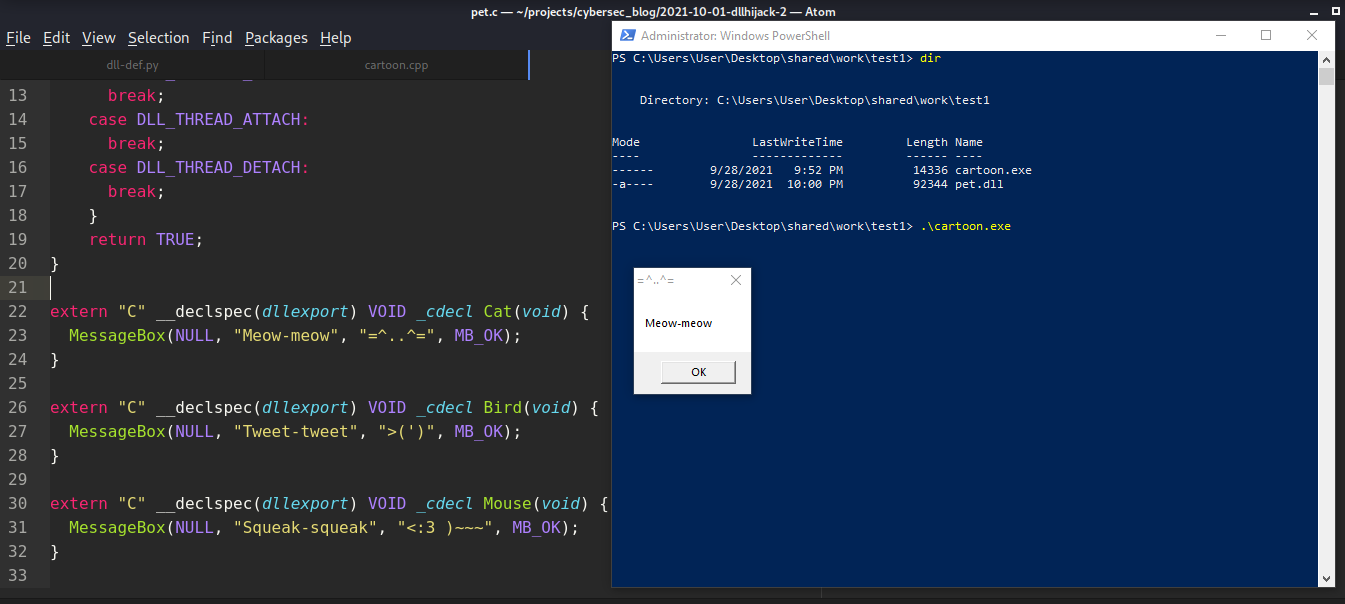 pet.c — ~/projects/cybersec_blog/2021-10-01-dllhijack-2 — Atom
File Edit View Selection Find Packages Help
dll-def.py cartoon.cpp
13 break;
14 case DLL_THREAD_ATTACH:
15 break;
16 case DLL_THREAD_DETACH:
17 break;
18 }
19 return TRUE;
20 }
21
22 extern "C" __declspec(dllexport) VOID _cdecl Cat(void) {
23 MessageBox(NULL, "Meow-meow", "=^..^=", MB_OK);
24 }
25
26 extern "C" __declspec(dllexport) VOID _cdecl Bird(void) {
27 MessageBox(NULL, "Tweet-tweet", ">(')", MB_OK);
28 }
29
30 extern "C" __declspec(dllexport) VOID _cdecl Mouse(void) {
31 MessageBox(NULL, "Squeak-squeak", "<:3 )~~~", MB_OK);
32 }
33
Administrator: Windows PowerShell
PS C:\Users\User\Desktop\shared\work\test1> dir
Directory: C:\Users\User\Desktop\shared\work\test1
Mode LastWriteTime Length Name
---- ------------- ------ ----
------ 9/28/2021 9:52 PM 14336 cartoon.exe
-a---- 9/28/2021 10:00 PM 92344 pet.dll
PS C:\Users\User\Desktop\shared\work\test1> .\cartoon.exe
=^..^=
Meow-meow
OK